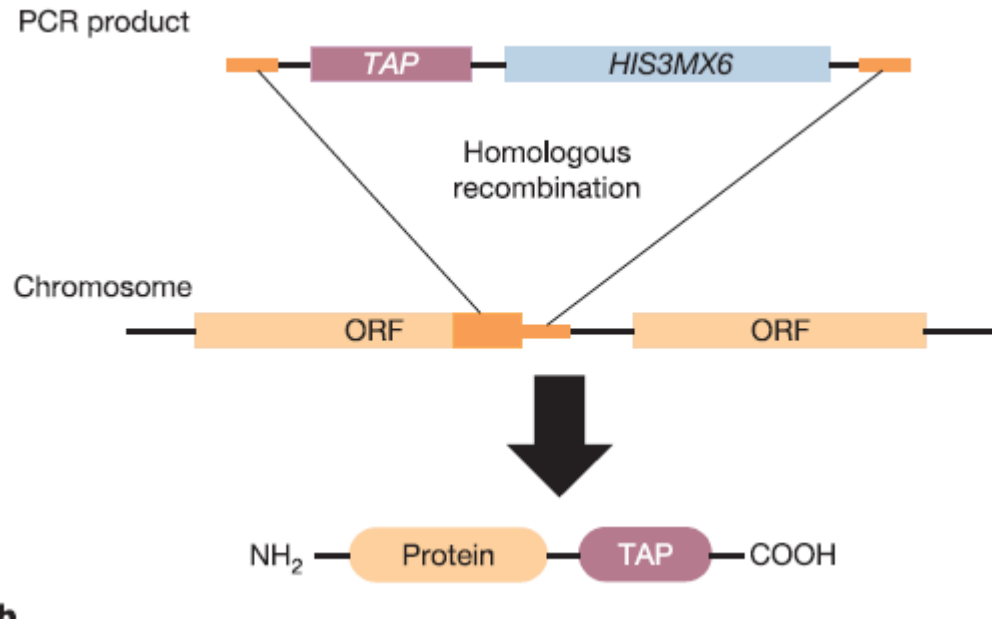 PCR product
TAP
HIS3MX6
Homologous
recombination
Chromosome
ORF
ORF
NH₂
Protein
TAP
COOH